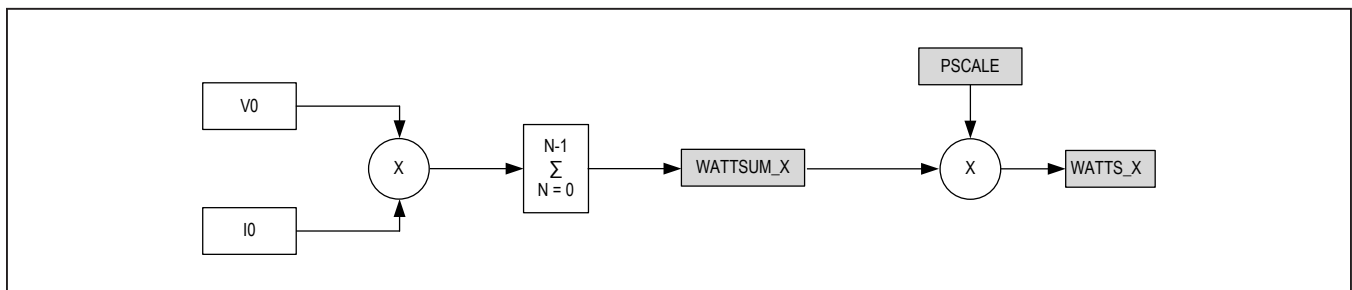 PSCALE
V0
X
N-1
Σ
N = 0
WATTSUM_X
X
WATTS_X
I0